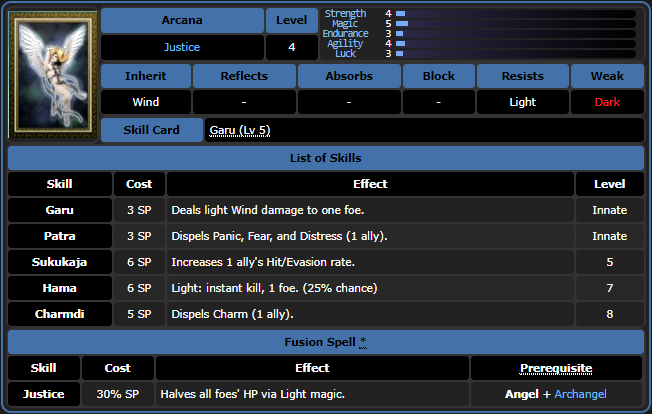 Arcana Level
Strength 4
Magic 5
Endurance 3
Agility 4
Luck 3
Justice 4
Inherit Reflects Absorbs Block Resists Weak
Wind - - - Light Dark
Skill Card Garu (Lv 5)
List of Skills
Skill Cost Effect Level
Garu 3 SP Deals light Wind damage to one foe. Innate
Patra 3 SP Dispels Panic, Fear, and Distress (1 ally). Innate
Sukukaja 6 SP Increases 1 ally's Hit/Evasion rate. 5
Hama 6 SP Light: instant kill, 1 foe. (25% chance) 7
Charmdi 5 SP Dispels Charm (1 ally). 8
Fusion Spell *
Skill Cost Effect Prerequisite
Justice 30% SP Halves all foes' HP via Light magic. Angel + Archangel